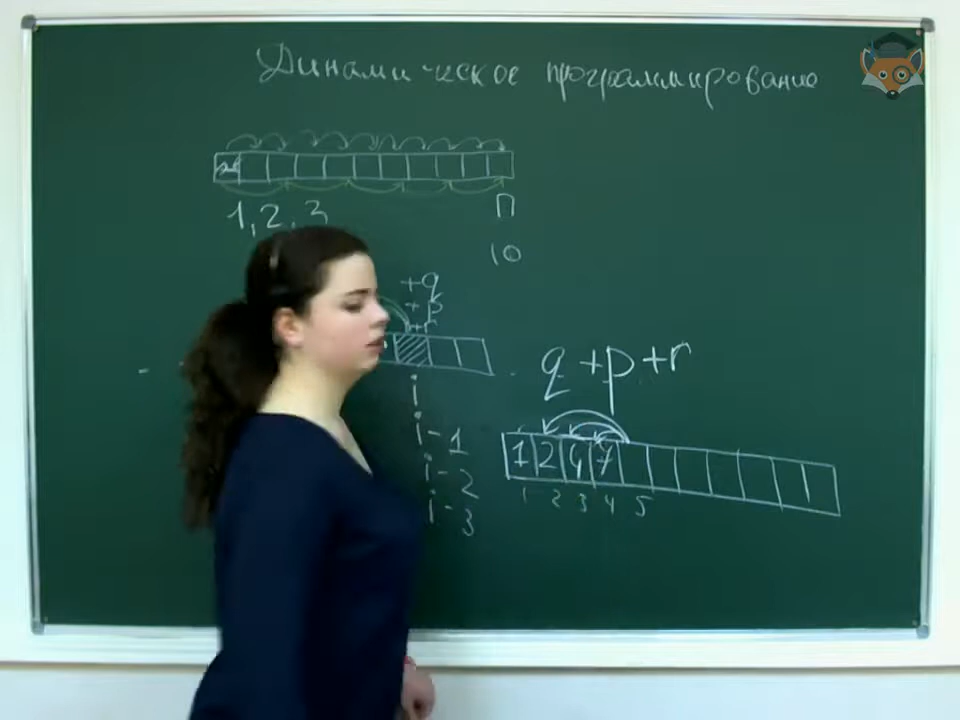 Динамическое программирование
1, 2, 3 П
10
+q
+p
+r
i
i-1
i-2
i-3
q+p+r
1 2 4 7
1 2 3 4 5